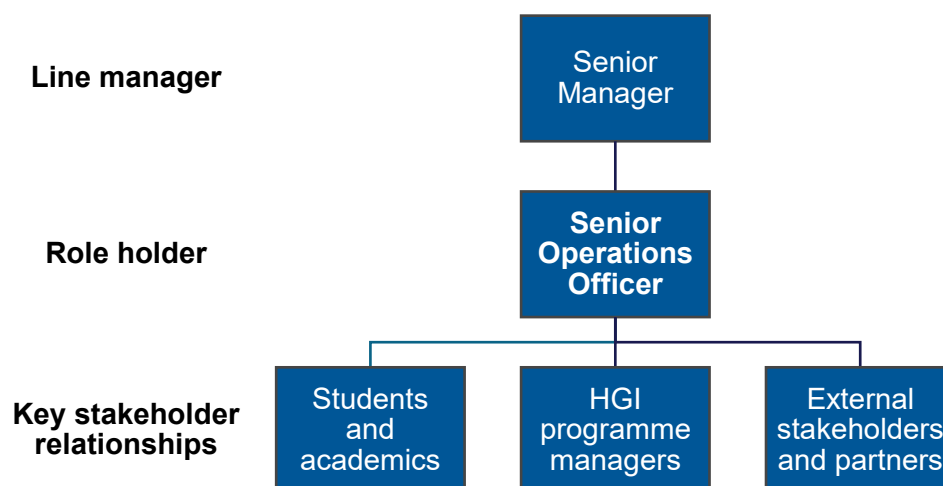 Line manager
Senior
Manager
Role holder
Senior
Operations
Officer
Key stakeholder
relationships
Students
and
academics
HGI
programme
managers
External
stakeholders
and partners